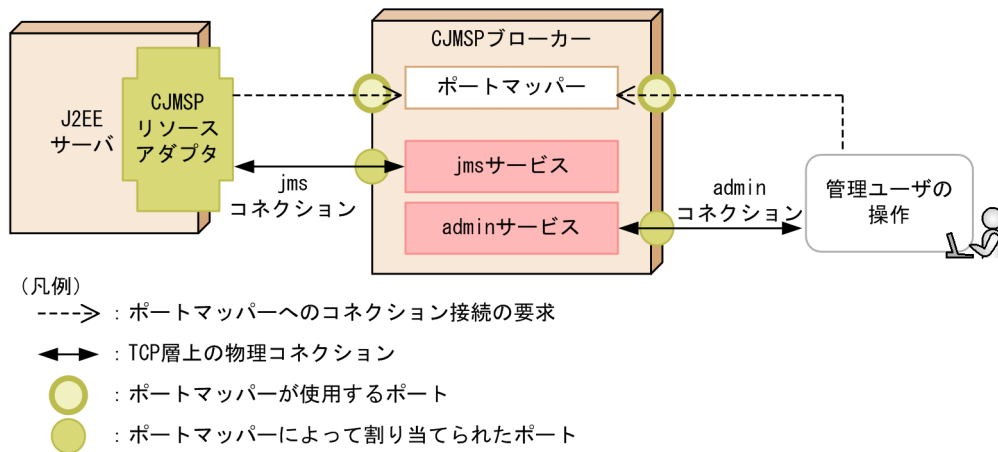 J2EE
サーバ
CJMSP
リソース
アダプタ
CJMSPブローカー
ポートマッパー
jmsサービス
adminサービス
jms
コネクション
admin
コネクション
管理ユーザの
操作
(凡例)
：ポートマッパーへのコネクション接続の要求
：TCP層上の物理コネクション
：ポートマッパーが使用するポート
：ポートマッパーによって割り当てられたポート